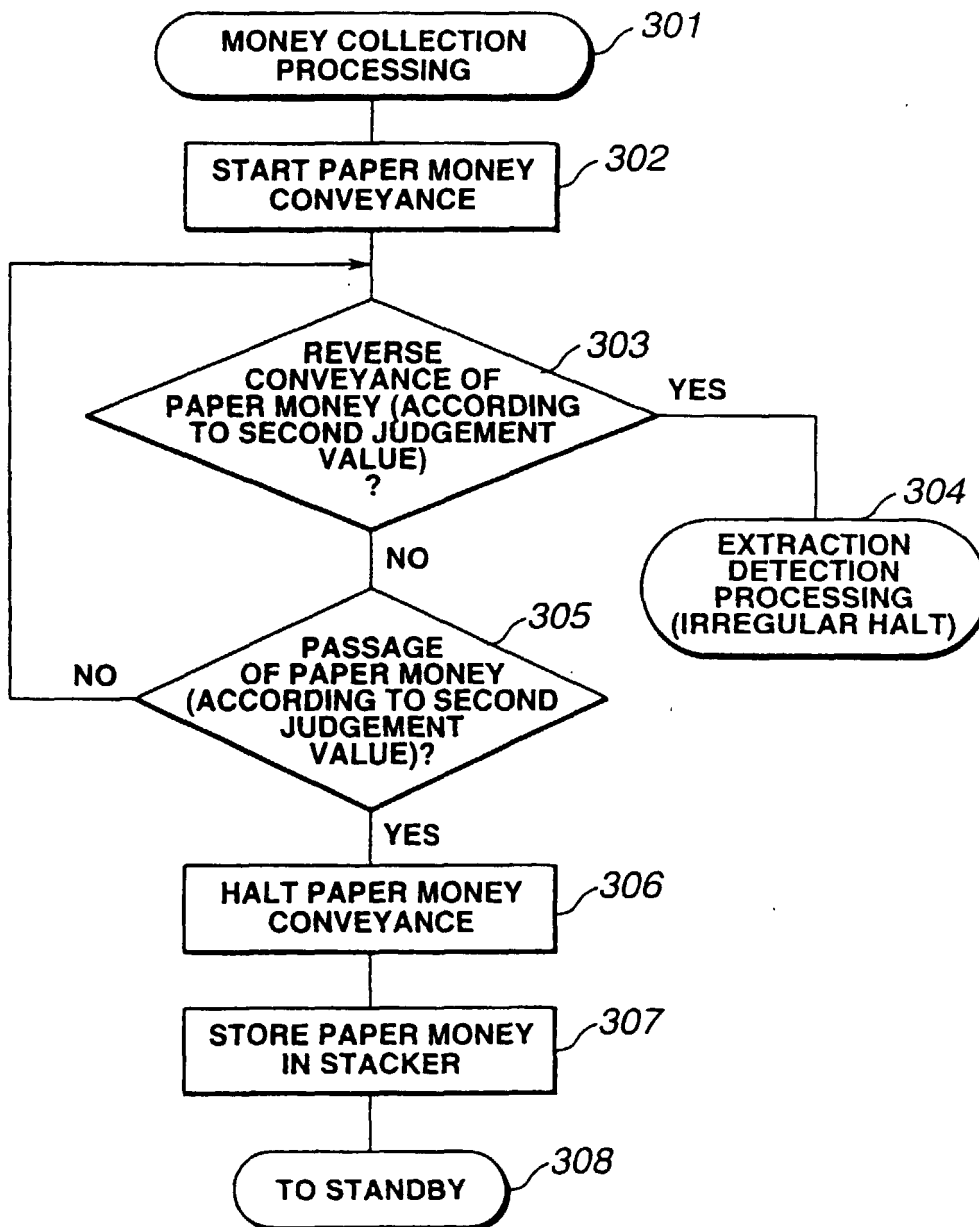 MONEY COLLECTION
PROCESSING
301
START PAPER MONEY
CONVEYANCE
302
REVERSE
CONVEYANCE OF
PAPER MONEY (ACCORDING
TO SECOND JUDGEMENT
VALUE)
?
303
YES
EXTRACTION
DETECTION
PROCESSING
(IRREGULAR HALT)
304
NO
PASSAGE
OF PAPER MONEY
(ACCORDING TO SECOND
JUDGEMENT
VALUE)?
305
NO
YES
HALT PAPER MONEY
CONVEYANCE
306
STORE PAPER MONEY
IN STACKER
307
TO STANDBY
308